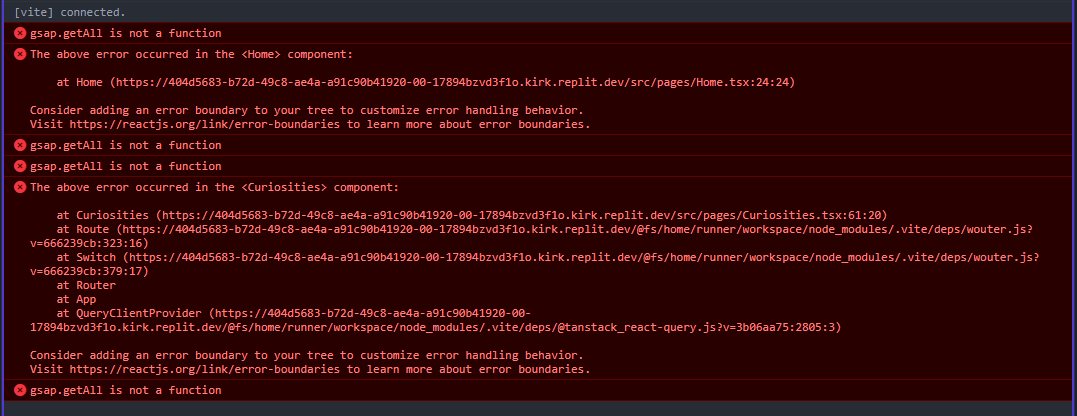 [vite] connected.
gsap.getAll is not a function
The above error occurred in the <Home> component:
at Home (https://404d5683-b72d-49c8-ae4a-a91c90b41920-00-17894bzvd3f1o.kirk.replit.dev/src/pages/Home.tsx:24:24)
Consider adding an error boundary to your tree to customize error handling behavior.
Visit https://reactjs.org/link/error-boundaries to learn more about error boundaries.
gsap.getAll is not a function
gsap.getAll is not a function
The above error occurred in the <Curiosities> component:
at Curiosities (https://404d5683-b72d-49c8-ae4a-a91c90b41920-00-17894bzvd3f1o.kirk.replit.dev/src/pages/Curiosities.tsx:61:20)
at Route (https://404d5683-b72d-49c8-ae4a-a91c90b41920-00-17894bzvd3f1o.kirk.replit.dev/@fs/home/runner/workspace/node_modules/.vite/deps/wouter.js?
v=666239cb:323:16)
at Switch (https://404d5683-b72d-49c8-ae4a-a91c90b41920-00-17894bzvd3f1o.kirk.replit.dev/@fs/home/runner/workspace/node_modules/.vite/deps/wouter.js?
v=666239cb:379:17)
at Router
at App
at QueryClientProvider (https://404d5683-b72d-49c8-ae4a-a91c90b41920-00-
17894bzvd3f1o.kirk.replit.dev/@fs/home/runner/workspace/node_modules/.vite/deps/@tanstack_react-query.js?v=3b06aa75:2805:3)
Consider adding an error boundary to your tree to customize error handling behavior.
Visit https://reactjs.org/link/error-boundaries to learn more about error boundaries.
gsap.getAll is not a function